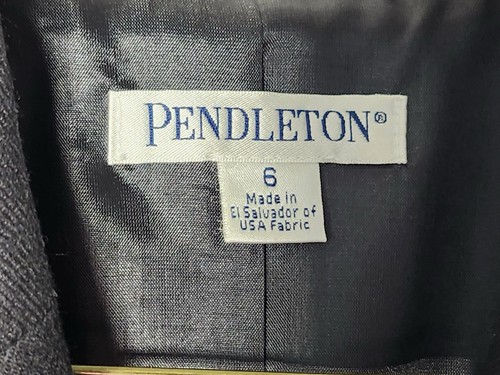 PENDLETON®
6
Made in
El Salvador of
USA Fabric